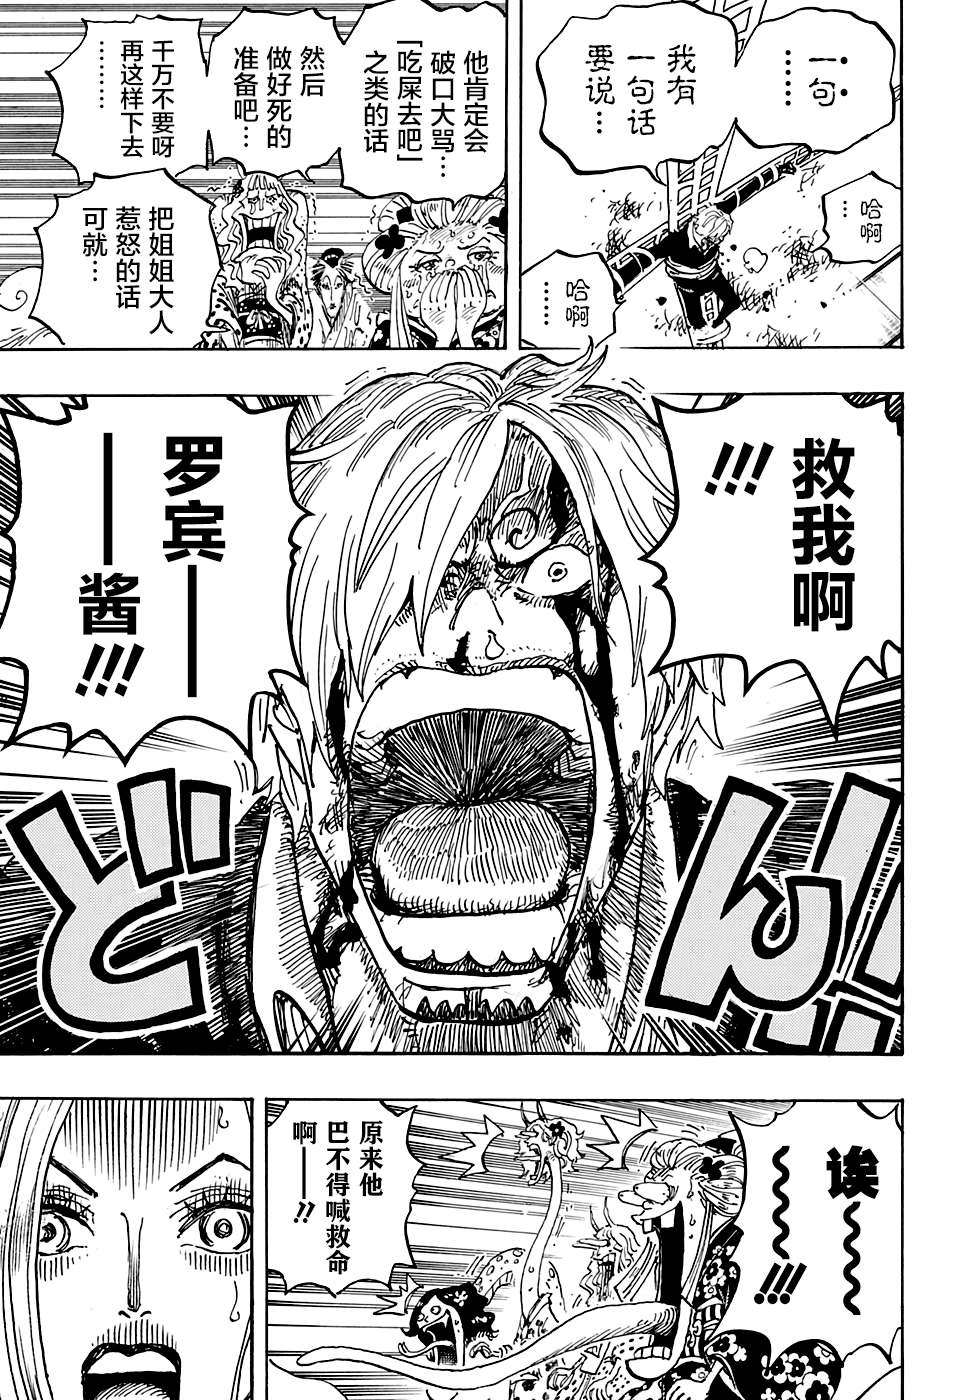 一句
……
我有
一句话
要说…
哈啊
…
哈啊
……
他肯定会
破口大骂…
「吃屎去吧」
之类的话
然后
做好死的
准备吧…
千万不要呀
再这样下去
………
把姐姐大人
惹怒的话
可就…
救我啊
!!!
罗宾——
——酱
!!!
どん!!
诶~~~~
~~~~!!!
原来他
巴不得喊救命
啊——!!